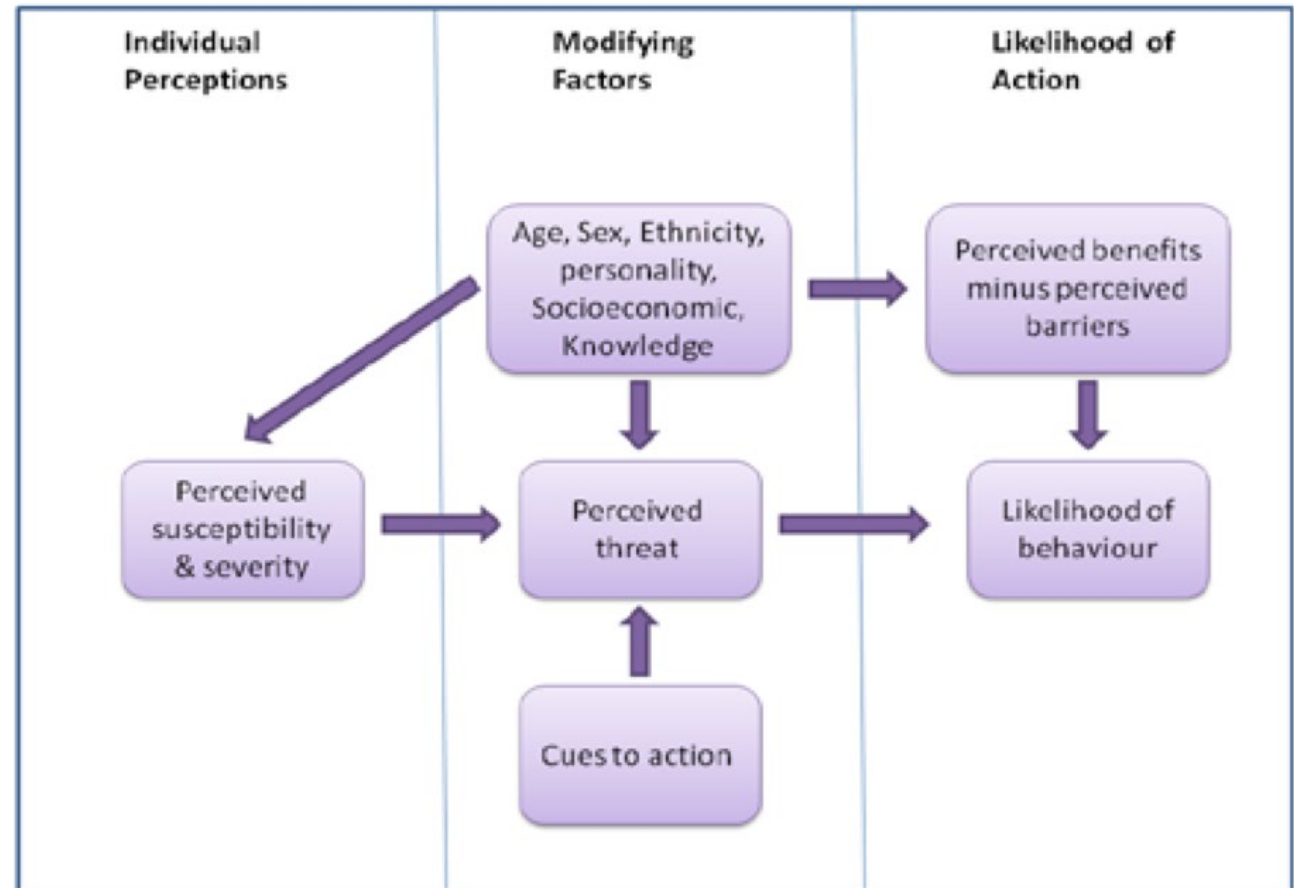 Individual
Perceptions
Modifying
Factors
Likelihood of
Action
Age, Sex, Ethnicity,
personality,
Socioeconomic,
Knowledge
Perceived benefits
minus perceived
barriers
Perceived
susceptibility
& severity
Perceived
threat
Likelihood of
behaviour
Cues to action